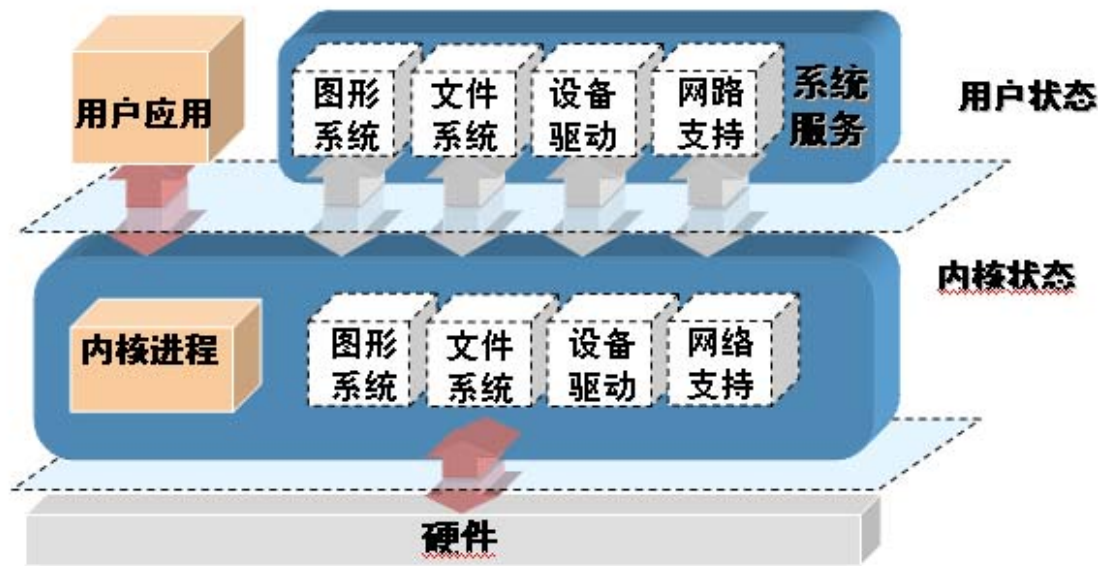 用户应用
图形
系统
文件
系统
设备
驱动
网路
支持
系统
服务
用户状态
内核状态
内核进程
图形
系统
文件
系统
设备
驱动
网络
支持
硬件